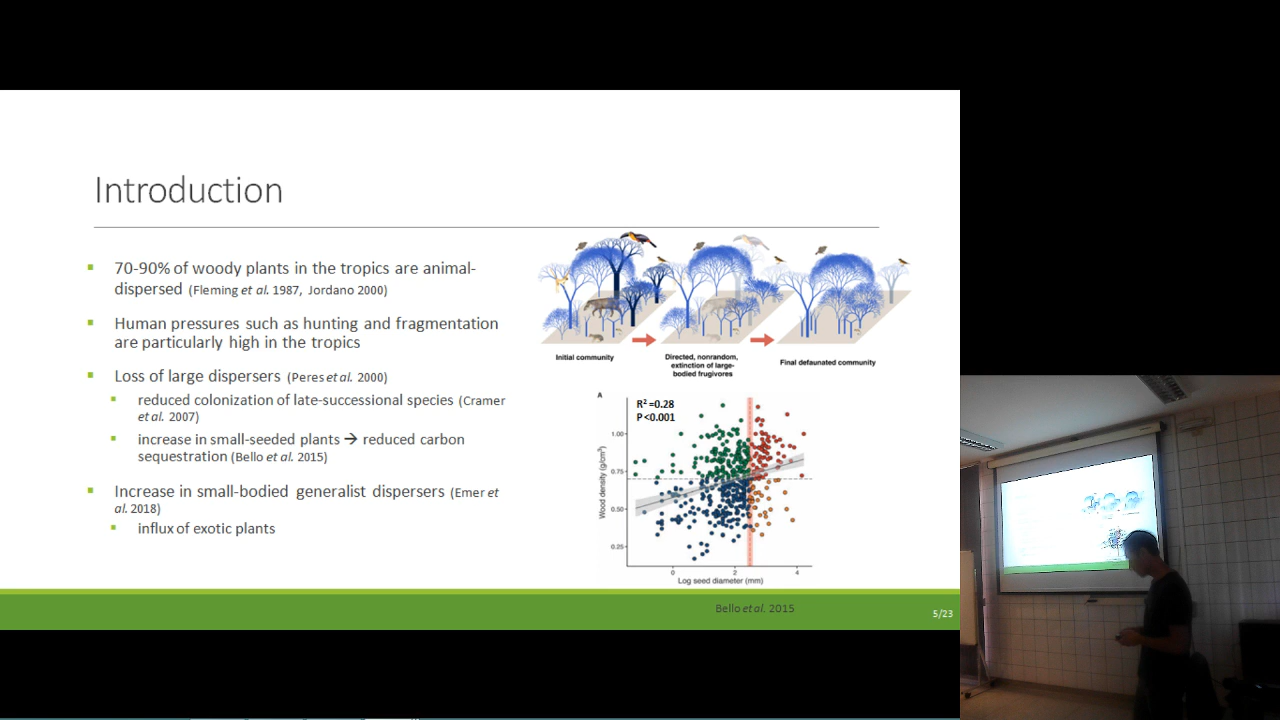 Introduction
70-90% of woody plants in the tropics are animal-
dispersed (Fleming et al. 1987, Jordano 2000)
Human pressures such as hunting and fragmentation
are particularly high in the tropics
Loss of large dispersers (Peres et al. 2000)
reduced colonization of late-successional species (Cramer
et al. 2007)
increase in small-seeded plants → reduced carbon
sequestration (Bello et al. 2015)
Increase in small-bodied generalist dispersers (Emer et
al. 2018)
influx of exotic plants
Initial community
Directed, nonrandom,
extinction of large-
bodied frugivores
Final defaunated community
A
R²=0.28
P<0.001
Wood density (g/cm³)
1.00
0.75
0.50
0.25
0 2 4
Log seed diameter (mm)
Bello et al. 2015
5/23